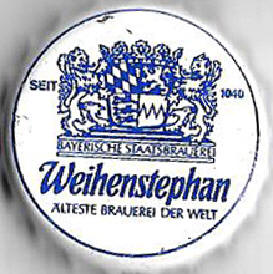 SEIT 1040
BAYERISCHE STAATSBRAUEREI
Weihenstephan
ÄLTESTE BRAUEREI DER WELT